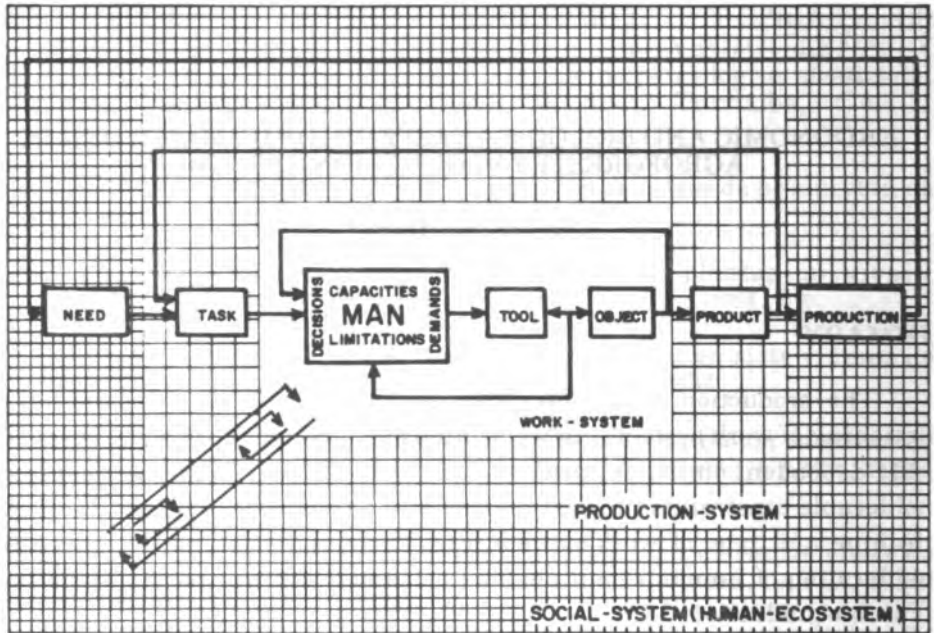 NEED
TASK
DECISIONS
CAPACITIES
MAN
LIMITATIONS
DEMANDS
TOOL
OBJECT
PRODUCT
PRODUCTION
WORK - SYSTEM
PRODUCTION-SYSTEM
SOCIAL-SYSTEM (HUMAN-ECOSYSTEM)